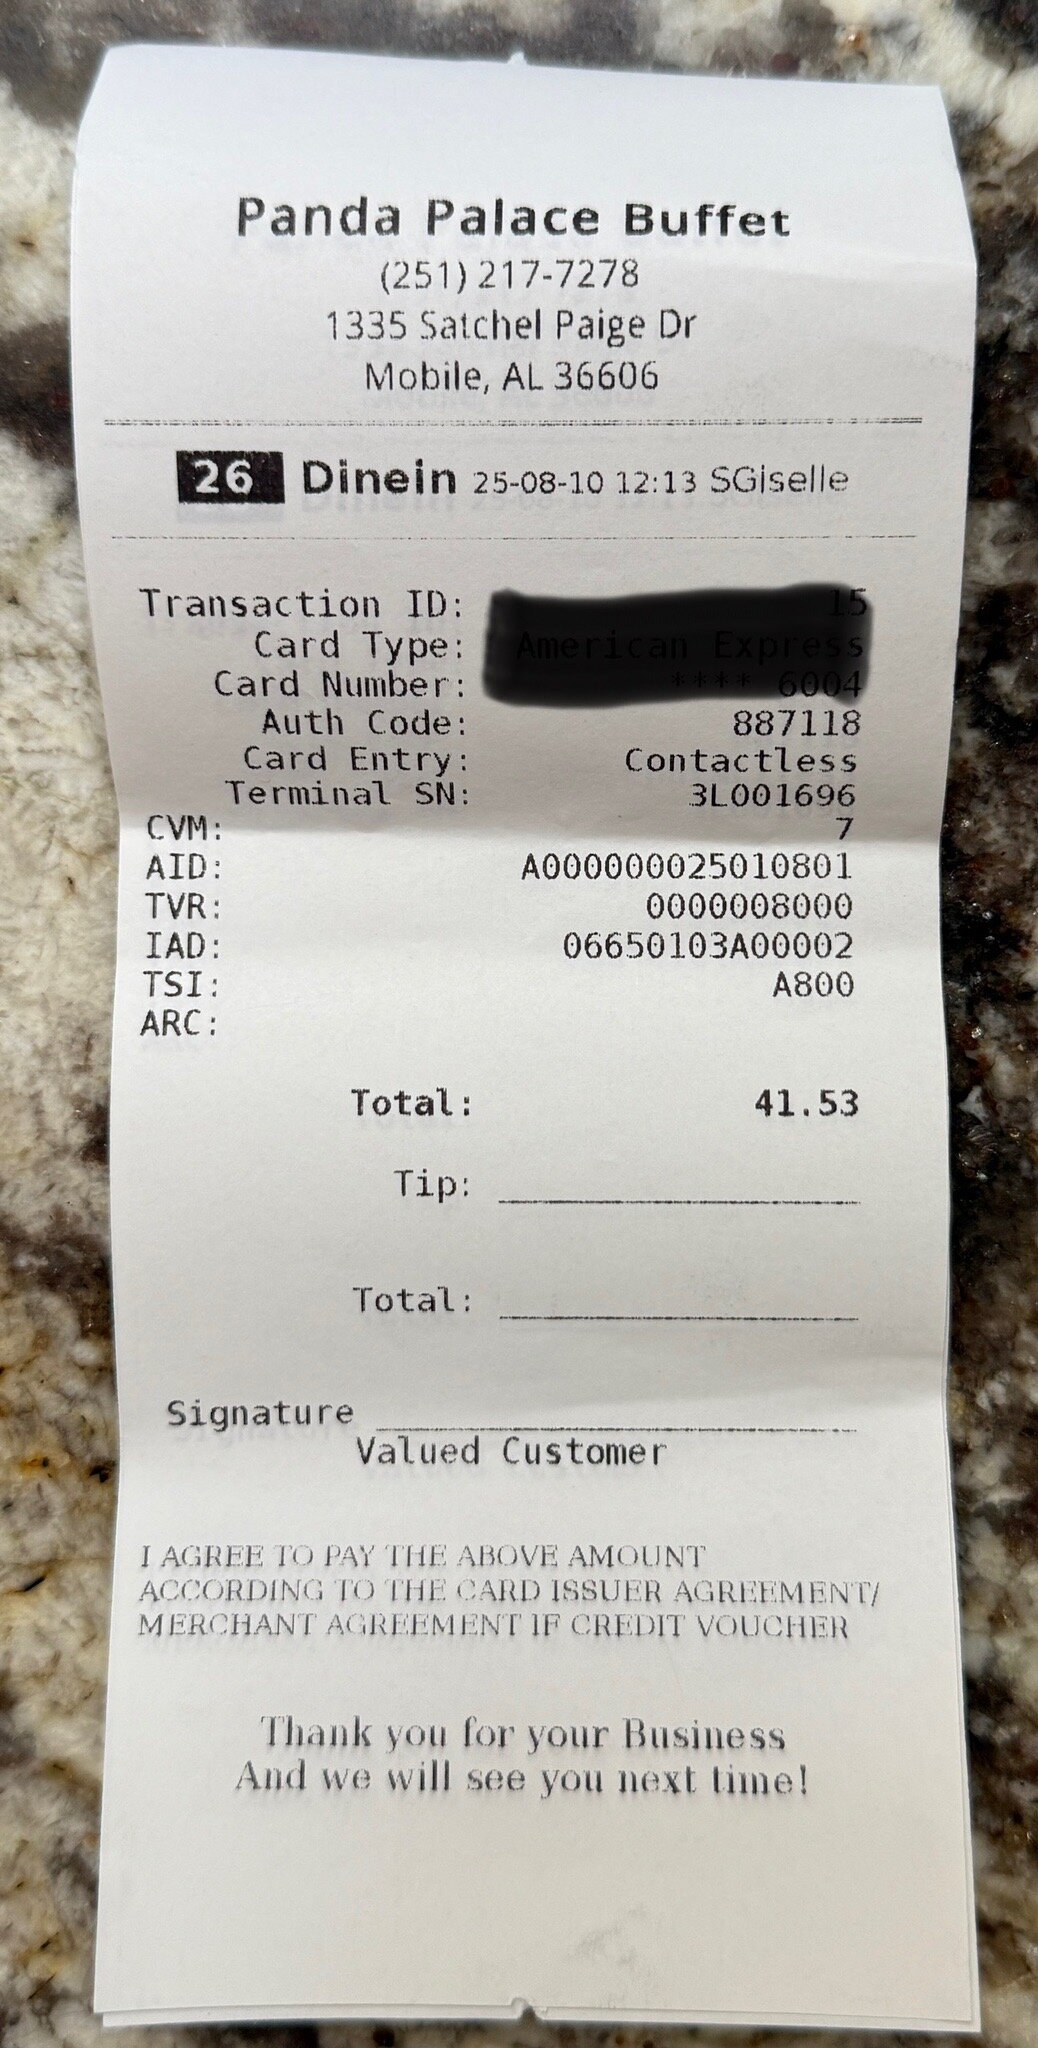 Panda Palace Buffet
(251) 217-7278
1335 Satchel Paige Dr
Mobile, AL 36606
26 Dinein 25-08-10 12:13 SGiselle
Transaction ID: 15
Card Type: American Express
Card Number: **** 6004
Auth Code: 887118
Card Entry: Contactless
Terminal SN: 3L001696
CVM: 7
AID: A000000025010801
TVR: 0000008000
IAD: 06650103A00002
TSI: A800
ARC:
Total: 41.53
Tip:
Total:
Signature
Valued Customer
I AGREE TO PAY THE ABOVE AMOUNT
ACCORDING TO THE CARD ISSUER AGREEMENT/
MERCHANT AGREEMENT IF CREDIT VOUCHER
Thank you for your Business
And we will see you next time!